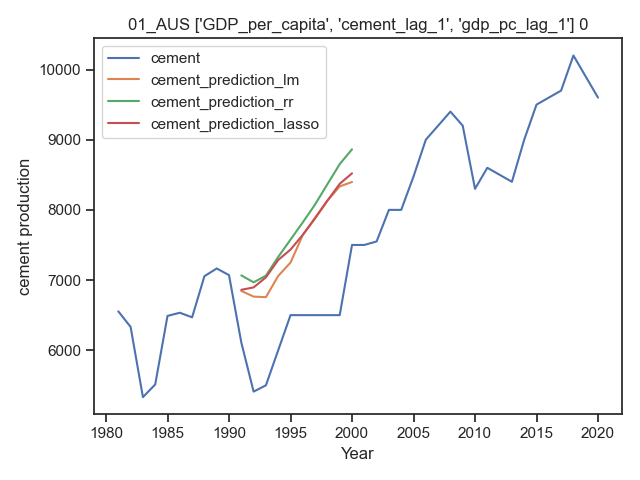 01_AUS ['GDP_per_capita', 'cement_lag_1', 'gdp_pc_lag_1'] 0
cement
cement_prediction_lm
cement_prediction_rr
cement_prediction_lasso
cement production
10000
9000
8000
7000
6000
1980 1985 1990 1995 2000 2005 2010 2015 2020
Year